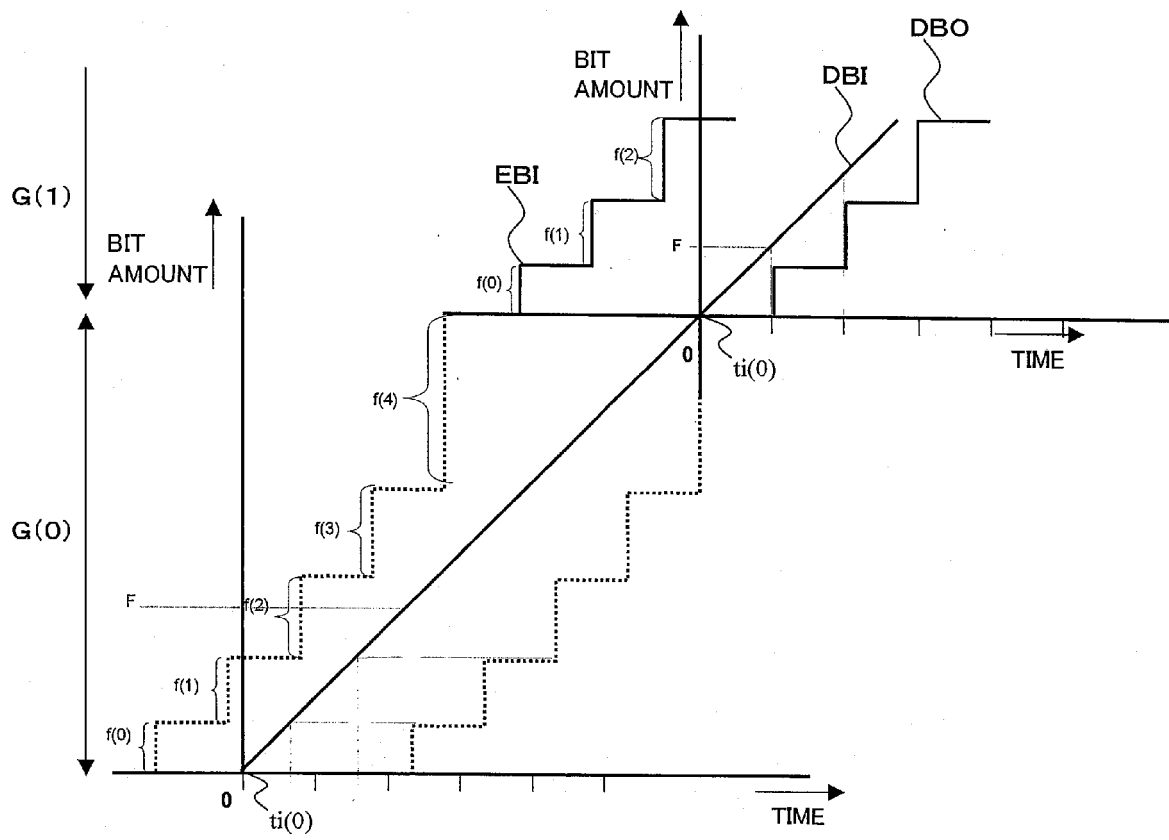 DBO
BIT
AMOUNT
DBI
f(2)
EBI
G(1)
f(1)
F
BIT
AMOUNT
f(0)
0
ti(0)
TIME
f(4)
G(0)
f(3)
F
f(2)
f(1)
f(0)
0
ti(0)
TIME